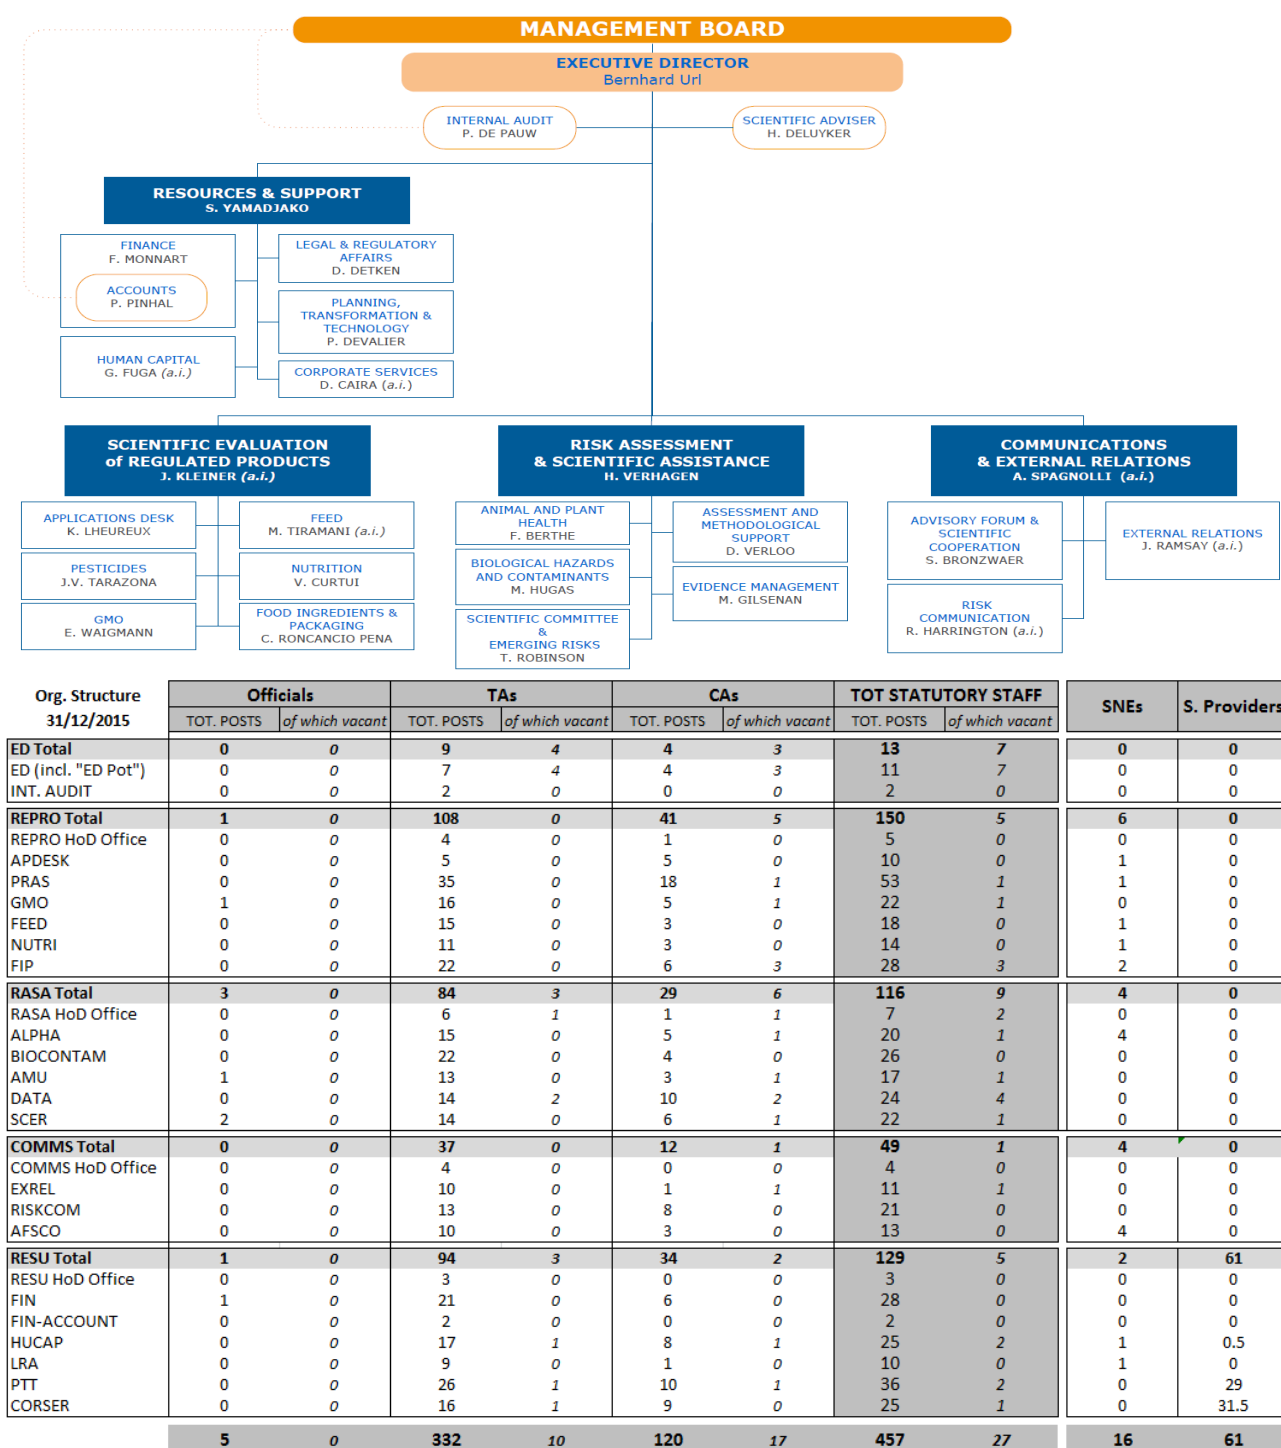 MANAGEMENT BOARD
EXECUTIVE DIRECTOR
Bernhard Url
INTERNAL AUDIT
P. DE PAUW
SCIENTIFIC ADVISER
H. DELUYKER
RESOURCES & SUPPORT
S. YAMADJAKO
FINANCE
F. MONNART
ACCOUNTS
P. PINHAL
LEGAL & REGULATORY
AFFAIRS
D. DETKEN
PLANNING,
TRANSFORMATION &
TECHNOLOGY
P. DEVALIER
HUMAN CAPITAL
G. FUGA (a.i.)
CORPORATE SERVICES
D. CAIRA (a.i.)
SCIENTIFIC EVALUATION
of REGULATED PRODUCTS
J. KLEINER (a.i.)
APPLICATIONS DESK
K. LHEUREUX
FEED
M. TIRAMANI (a.i.)
PESTICIDES
J.V. TARAZONA
NUTRITION
V. CURTUI
GMO
E. WAIGMANN
FOOD INGREDIENTS &
PACKAGING
C. RONCANCIO PENA
RISK ASSESSMENT
& SCIENTIFIC ASSISTANCE
H. VERHAGEN
ANIMAL AND PLANT
HEALTH
F. BERTHE
ASSESSMENT AND
METHODOLOGICAL
SUPPORT
D. VERLOO
BIOLOGICAL HAZARDS
AND CONTAMINANTS
M. HUGAS
EVIDENCE MANAGEMENT
M. GILSENAN
SCIENTIFIC COMMITTEE
&
EMERGING RISKS
T. ROBINSON
COMMUNICATIONS
& EXTERNAL RELATIONS
A. SPAGNOLLI (a.i.)
ADVISORY FORUM &
SCIENTIFIC
COOPERATION
S. BRONZWAER
EXTERNAL RELATIONS
J. RAMSAY (a.i.)
RISK
COMMUNICATION
R. HARRINGTON (a.i.)
Org. Structure Officials TAs CAs TOT STATUTORY STAFF SNEs S. Providers
31/12/2015 TOT. POSTS of which vacant TOT. POSTS of which vacant TOT. POSTS of which vacant TOT. POSTS of which vacant
ED Total 0 0 9 4 4 3 13 7 0 0
ED (incl. "ED Pot") 0 0 7 4 4 3 11 7 0 0
INT. AUDIT 0 0 2 0 0 0 2 0 0 0
REPRO Total 1 0 108 0 41 5 150 5 6 0
REPRO HoD Office 0 0 4 0 1 0 5 0 0 0
APDESK 0 0 5 0 5 0 10 0 1 0
PRAS 0 0 35 0 18 1 53 1 1 0
GMO 1 0 16 0 5 1 22 1 0 0
FEED 0 0 15 0 3 0 18 0 1 0
NUTRI 0 0 11 0 3 0 14 0 1 0
FIP 0 0 22 0 6 3 28 3 2 0
RASA Total 3 0 84 3 29 6 116 9 4 0
RASA HoD Office 0 0 6 1 1 1 7 2 0 0
ALPHA 0 0 15 0 5 1 20 1 4 0
BIOCONTAM 0 0 22 0 4 0 26 0 0 0
AMU 1 0 13 0 3 1 17 1 0 0
DATA 0 0 14 2 10 2 24 4 0 0
SCER 2 0 14 0 6 1 22 1 0 0
COMMS Total 0 0 37 0 12 1 49 1 4 0
COMMS HoD Office 0 0 4 0 0 0 4 0 0 0
EXREL 0 0 10 0 1 1 11 1 0 0
RISKCOM 0 0 13 0 8 0 21 0 0 0
AFSCO 0 0 10 0 3 0 13 0 4 0
RESU Total 1 0 94 3 34 2 129 5 2 61
RESU HoD Office 0 0 3 0 0 0 3 0 0 0
FIN 1 0 21 0 6 0 28 0 0 0
FIN-ACCOUNT 0 0 2 0 0 0 2 0 0 0
HUCAP 0 0 17 1 8 1 25 2 1 0.5
LRA 0 0 9 0 1 0 10 0 1 0
PTT 0 0 26 1 10 1 36 2 0 29
CORSER 0 0 16 1 9 0 25 1 0 31.5
5 0 332 10 120 17 457 27 16 61